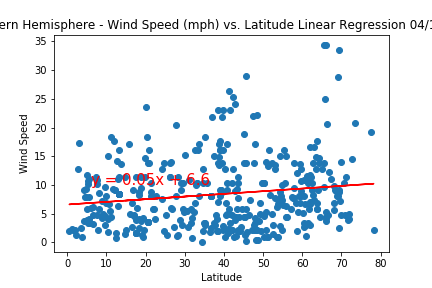 ern Hemisphere - Wind Speed (mph) vs. Latitude Linear Regression 04/1
35
30
25
20
15
10
5
0
Wind Speed
y = 0.05x + 6.6
0 10 20 30 40 50 60 70 80
Latitude